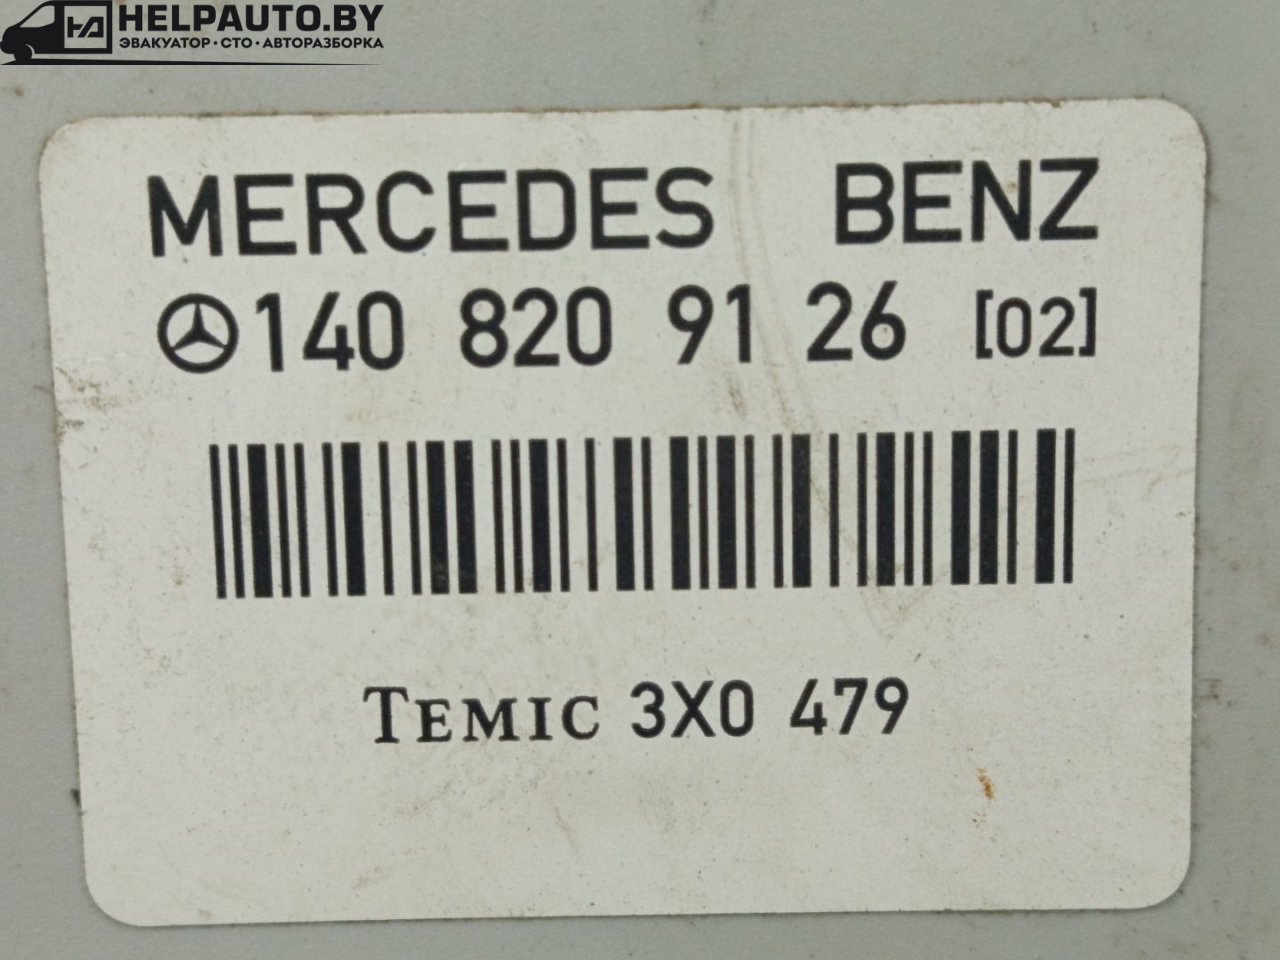 HELPAUTO.BY
ЭВАКУАТОР · СТО · АВТОРАЗБОРКА
MERCEDES BENZ
140 820 91 26 [02]
TEMIC 3X0 479